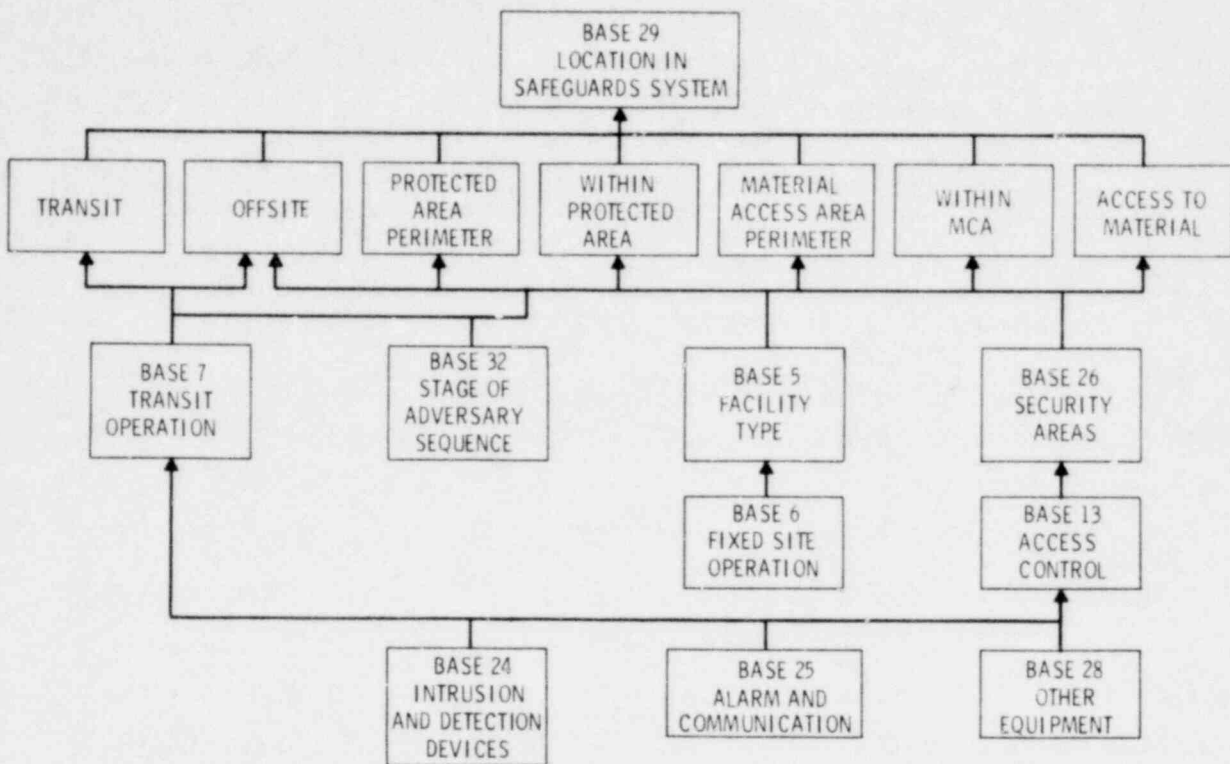 BASE 29
LOCATION IN
SAFEGUARDS SYSTEM
TRANSIT
OFFSITE
PROTECTED
AREA
PERIMETER
WITHIN
PROTECTED
AREA
MATERIAL
ACCESS AREA
PERIMETER
WITHIN
MCA
ACCESS TO
MATERIAL
BASE 7
TRANSIT
OPERATION
BASE 32
STAGE OF
ADVERSARY
SEQUENCE
BASE 5
FACILITY
TYPE
BASE 26
SECURITY
AREAS
BASE 6
FIXED SITE
OPERATION
BASE 13
ACCESS
CONTROL
BASE 24
INTRUSION
AND DETECTION
DEVICES
BASE 25
ALARM AND
COMMUNICATION
BASE 28
OTHER
EQUIPMENT